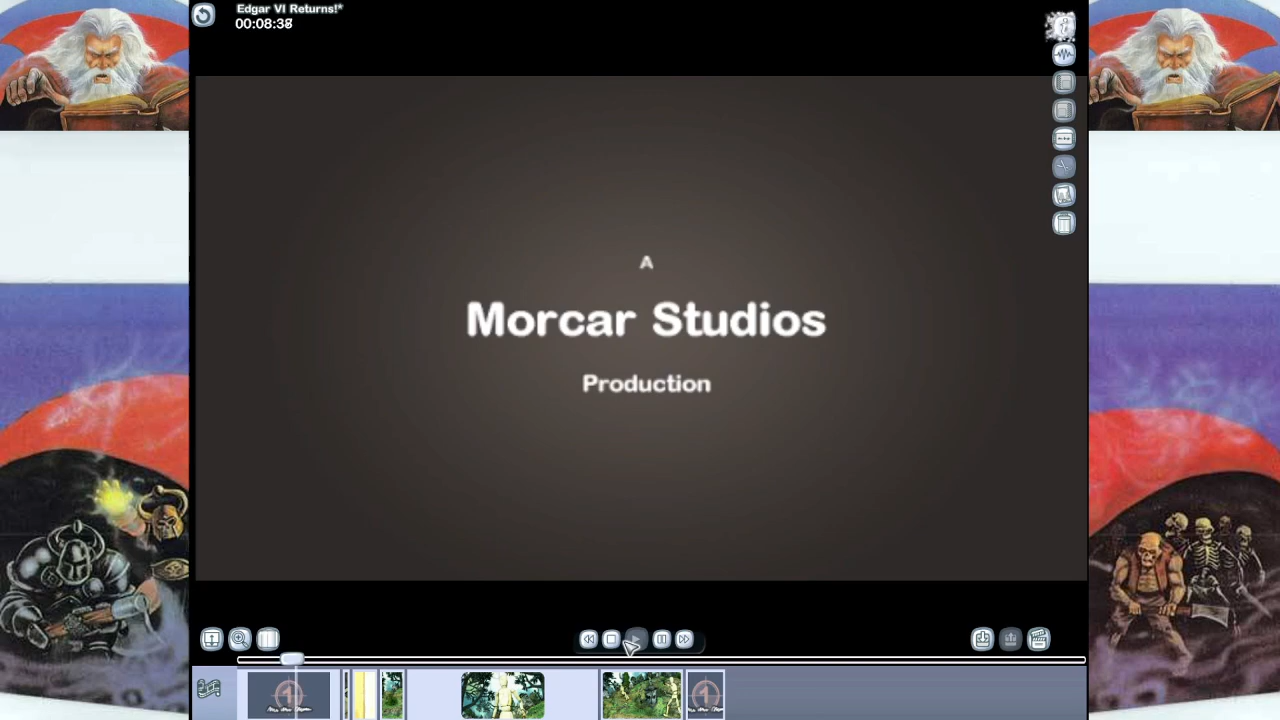 Edgar VI Returns!*
00:08:38
A
Morcar Studios
Production